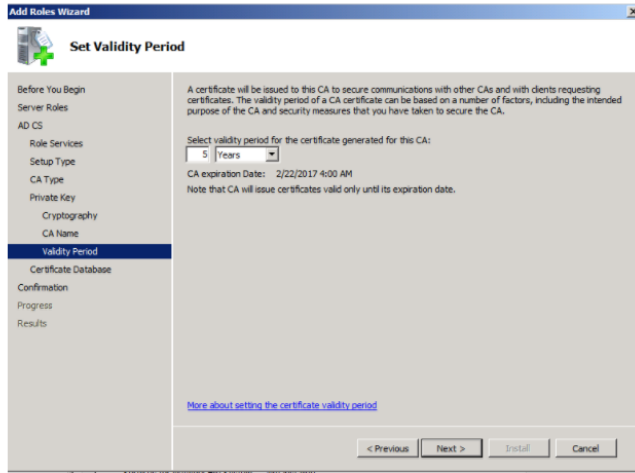 Add Roles Wizard
Set Validity Period
Before You Begin
Server Roles
AD CS
Role Services
Setup Type
CA Type
Private Key
Cryptography
CA Name
Validity Period
Certificate Database
Confirmation
Progress
Results
A certificate will be issued to this CA to secure communications with other CAs and with clients requesting
certificates. The validity period of a CA certificate can be based on a number of factors, including the intended
purpose of the CA and security measures that you have taken to secure the CA.
Select validity period for the certificate generated for this CA:
5 Years
CA expiration Date: 2/22/2017 4:00 AM
Note that CA will issue certificates valid only until its expiration date.
More about setting the certificate validity period
< Previous Next > Install Cancel